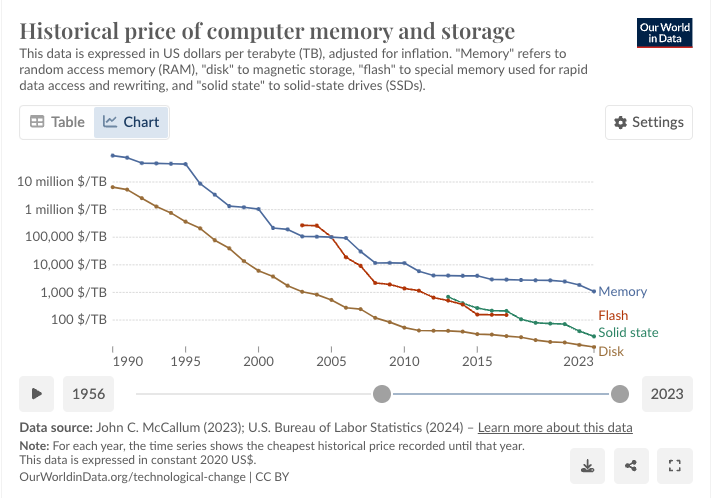 Historical price of computer memory and storage
Our World
in Data
This data is expressed in US dollars per terabyte (TB), adjusted for inflation. "Memory" refers to
random access memory (RAM), "disk" to magnetic storage, "flash" to special memory used for rapid
data access and rewriting, and "solid state" to solid-state drives (SSDs).
Table
Chart
Settings
10 million $/TB
1 million $/TB
100,000 $/TB
10,000 $/TB
1,000 $/TB
100 $/TB
Memory
Flash
Solid state
Disk
1990
1995
2000
2005
2010
2015
2023
1956
2023
Data source: John C. McCallum (2023); U.S. Bureau of Labor Statistics (2024) – Learn more about this data
Note: For each year, the time series shows the cheapest historical price recorded until that year.
This data is expressed in constant 2020 US$.
OurWorldinData.org/technological-change | CC BY